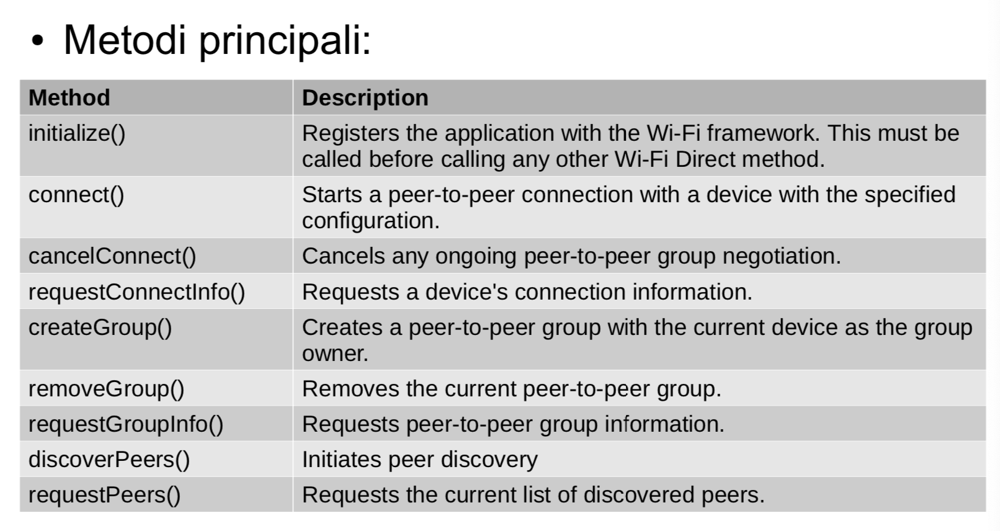 • Metodi principali:
Method Description
initialize() Registers the application with the Wi-Fi framework. This must be
called before calling any other Wi-Fi Direct method.
connect() Starts a peer-to-peer connection with a device with the specified
configuration.
cancelConnect() Cancels any ongoing peer-to-peer group negotiation.
requestConnectInfo() Requests a device's connection information.
createGroup() Creates a peer-to-peer group with the current device as the group
owner.
removeGroup() Removes the current peer-to-peer group.
requestGroupInfo() Requests peer-to-peer group information.
discoverPeers() Initiates peer discovery
requestPeers() Requests the current list of discovered peers.